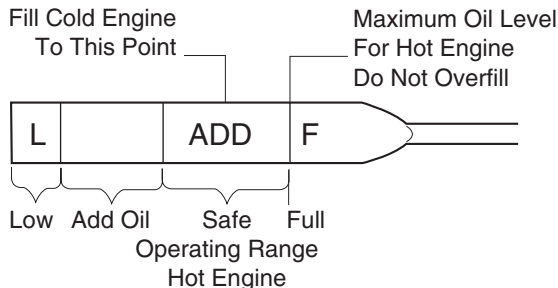 Fill Cold Engine
To This Point
Maximum Oil Level
For Hot Engine
Do Not Overfill
L
ADD
F
Low
Add Oil
Safe
Operating Range
Hot Engine
Full